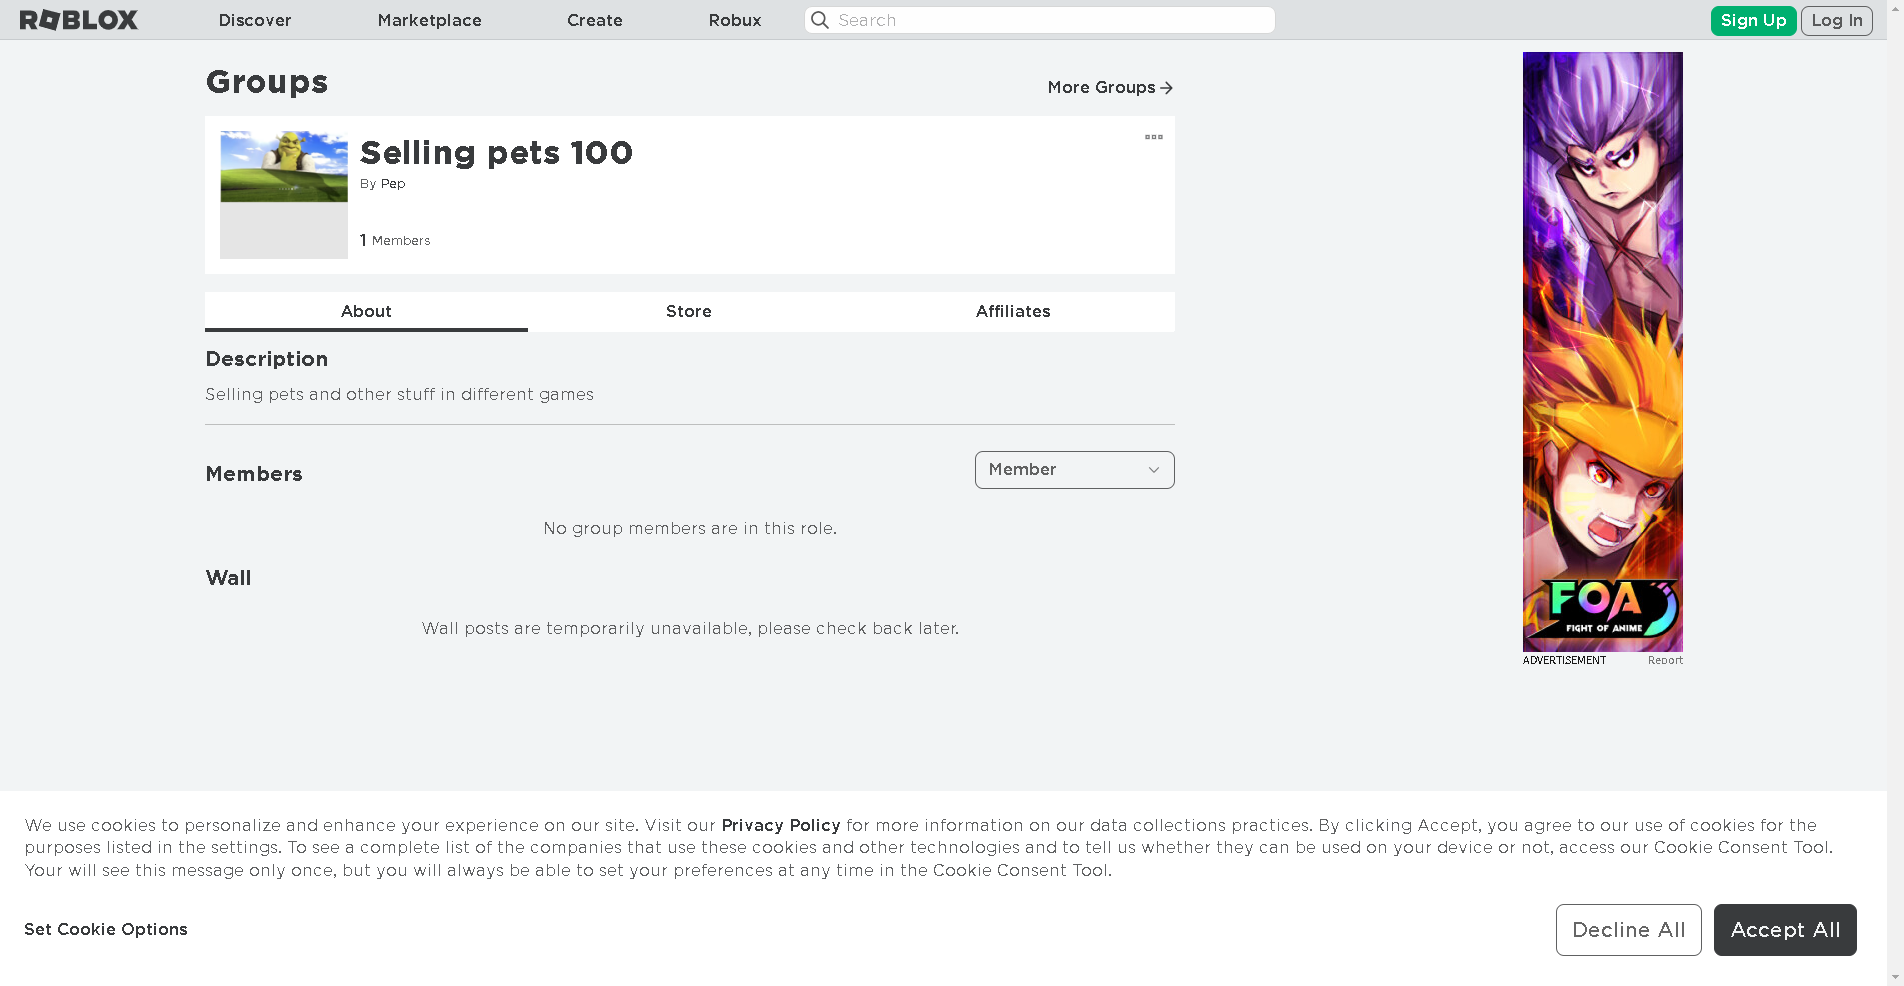 ROBLOX
Discover
Marketplace
Create
Robux
Search
Sign Up
Log In
Groups
More Groups
Selling pets 100
By Pep
1 Members
About
Store
Affiliates
Description
Selling pets and other stuff in different games
Members
Member
No group members are in this role.
Wall
Wall posts are temporarily unavailable, please check back later.
FOA
FIGHT OF ANIME
ADVERTISEMENT
Report
We use cookies to personalize and enhance your experience on our site. Visit our Privacy Policy for more information on our data collections practices. By clicking Accept, you agree to our use of cookies for the
purposes listed in the settings. To see a complete list of the companies that use these cookies and other technologies and to tell us whether they can be used on your device or not, access our Cookie Consent Tool.
Your will see this message only once, but you will always be able to set your preferences at any time in the Cookie Consent Tool.
Set Cookie Options
Decline All
Accept All